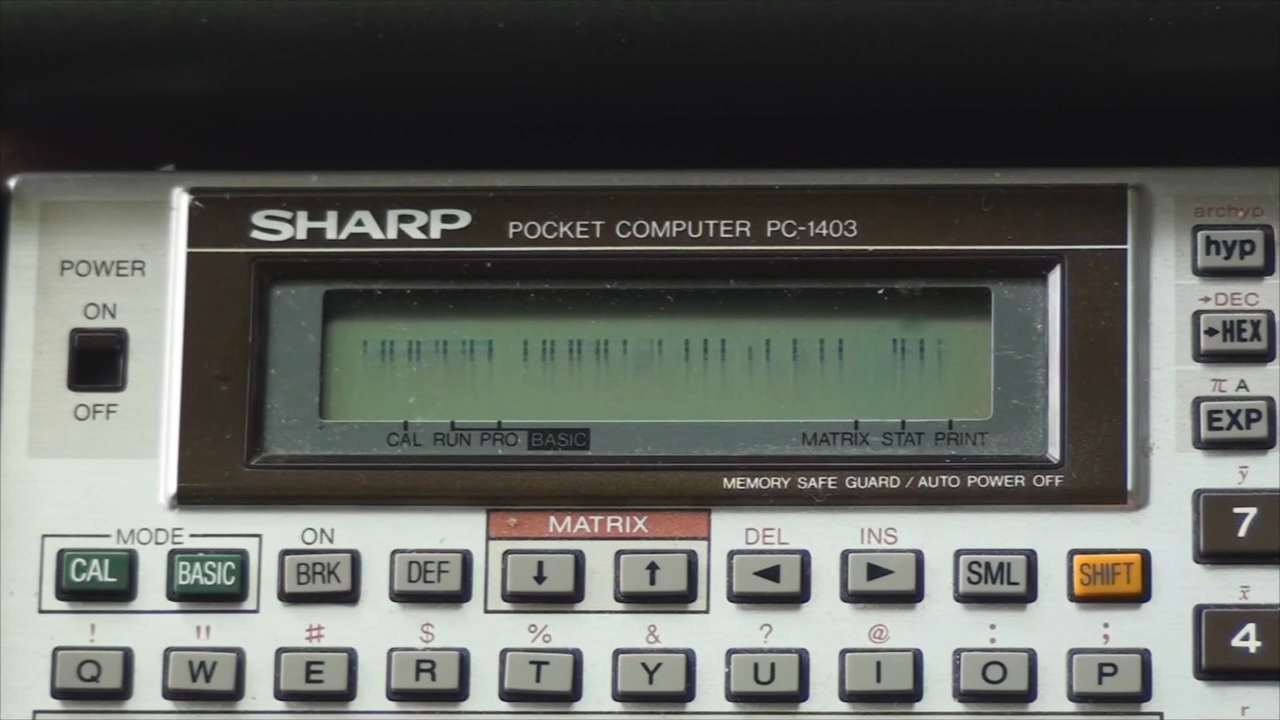 SHARP POCKET COMPUTER PC-1403
archyp
hyp
POWER
ON
OFF
→DEC
→HEX
π A
EXP
CAL RUN PRO BASIC MATRIX STAT PRINT
MEMORY SAFE GUARD / AUTO POWER OFF
MODE ON MATRIX DEL INS
CAL BASIC BRK DEF ↓ ↑ ◀ ▶ SML SHIFT
y̅
7
! " # $ % & ? @ : ;
Q W E R T Y U I O P
x̅
4
r